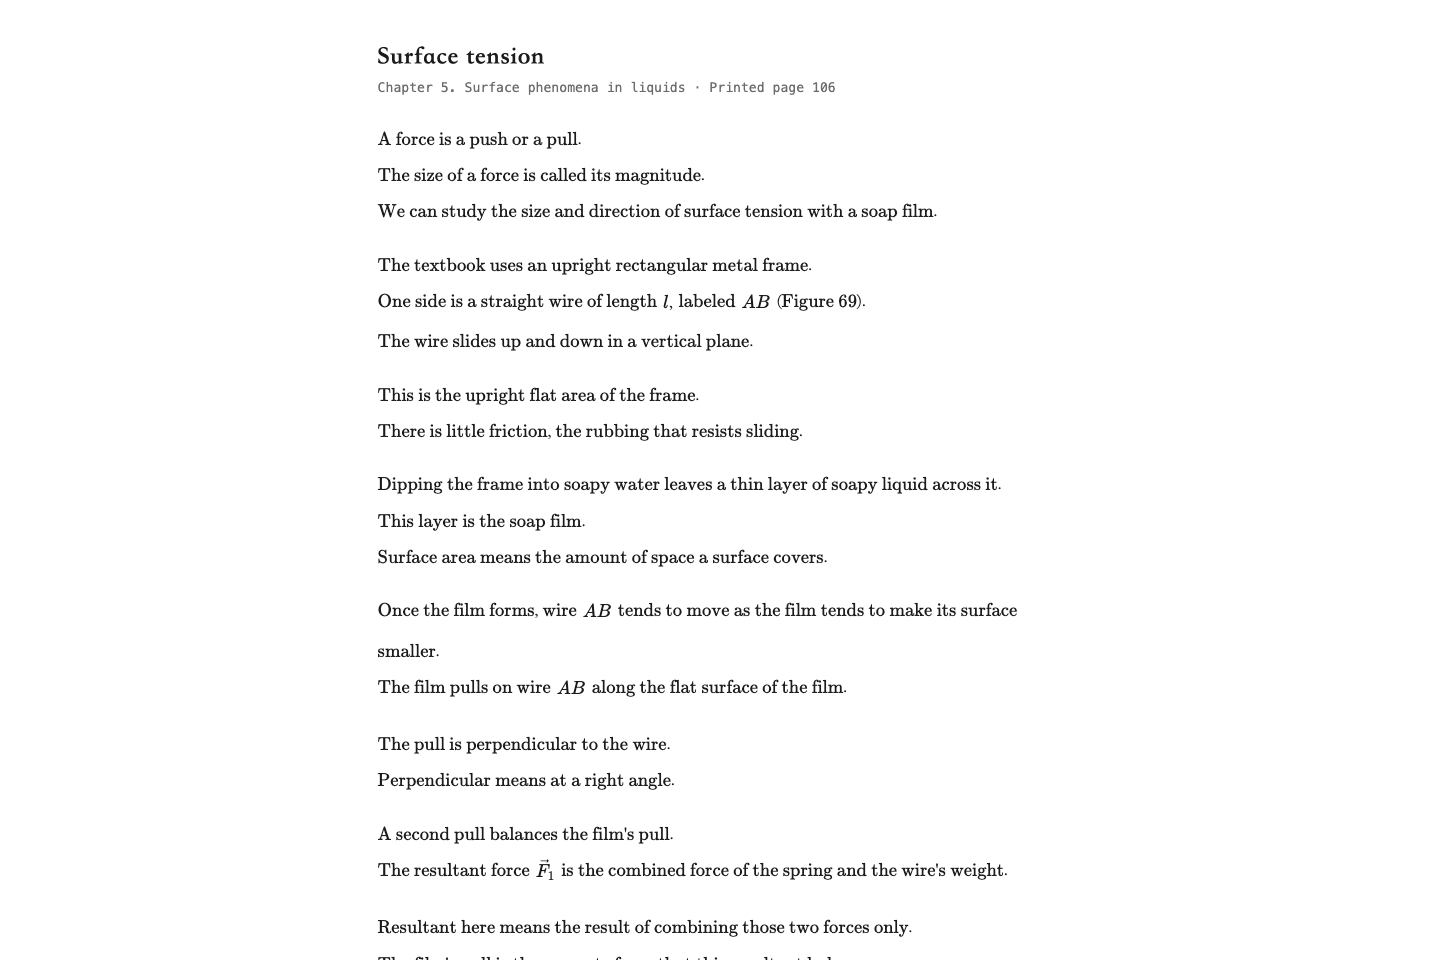 Surface tension
Chapter 5. Surface phenomena in liquids · Printed page 106
A force is a push or a pull.
The size of a force is called its magnitude.
We can study the size and direction of surface tension with a soap film.
The textbook uses an upright rectangular metal frame.
One side is a straight wire of length l, labeled AB (Figure 69).
The wire slides up and down in a vertical plane.
This is the upright flat area of the frame.
There is little friction, the rubbing that resists sliding.
Dipping the frame into soapy water leaves a thin layer of soapy liquid across it.
This layer is the soap film.
Surface area means the amount of space a surface covers.
Once the film forms, wire AB tends to move as the film tends to make its surface
smaller.
The film pulls on wire AB along the flat surface of the film.
The pull is perpendicular to the wire.
Perpendicular means at a right angle.
A second pull balances the film's pull.
The resultant force F⃗₁ is the combined force of the spring and the wire's weight.
Resultant here means the result of combining those two forces only.